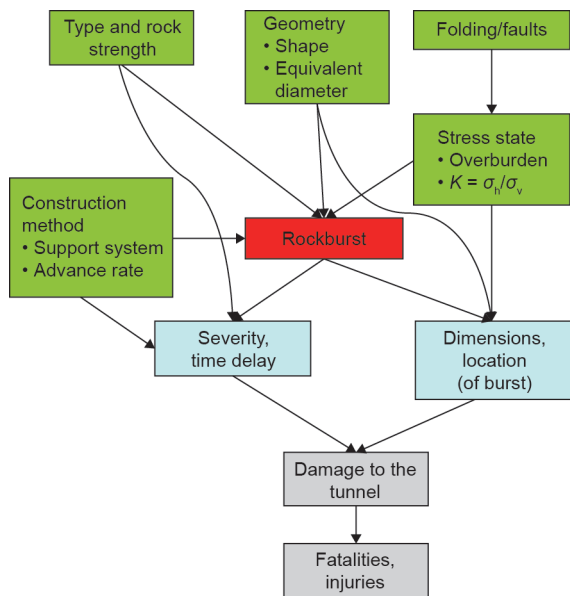 Type and rock
strength
Geometry
• Shape
• Equivalent
diameter
Folding/faults
Stress state
• Overburden
• K = σh/σv
Construction
method
• Support system
• Advance rate
Rockburst
Severity,
time delay
Dimensions,
location
(of burst)
Damage to the
tunnel
Fatalities,
injuries